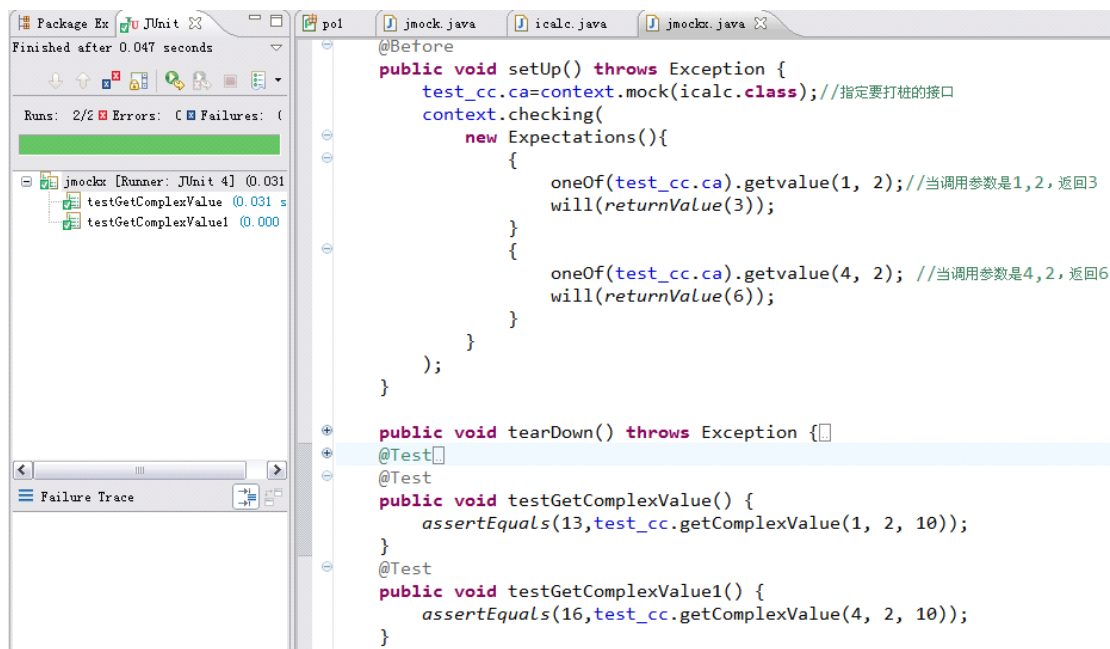 Package Ex JUnit
Finished after 0.047 seconds
Runs: 2/2 Errors: 0 Failures: 0
jmockx [Runner: JUnit 4] (0.031
testGetComplexValue (0.031 s
testGetComplexValue1 (0.000
Failure Trace
po1 jmock.java icalc.java jmockx.java
@Before
public void setUp() throws Exception {
test_cc.ca=context.mock(icalc.class);//指定要打桩的接口
context.checking(
new Expectations(){
{
oneOf(test_cc.ca).getvalue(1, 2);//当调用参数是1,2，返回3
will(returnValue(3));
}
{
oneOf(test_cc.ca).getvalue(4, 2); //当调用参数是4,2，返回6
will(returnValue(6));
}
}
);
}
public void tearDown() throws Exception {
@Test
@Test
public void testGetComplexValue() {
assertEquals(13,test_cc.getComplexValue(1, 2, 10));
}
@Test
public void testGetComplexValue1() {
assertEquals(16,test_cc.getComplexValue(4, 2, 10));
}